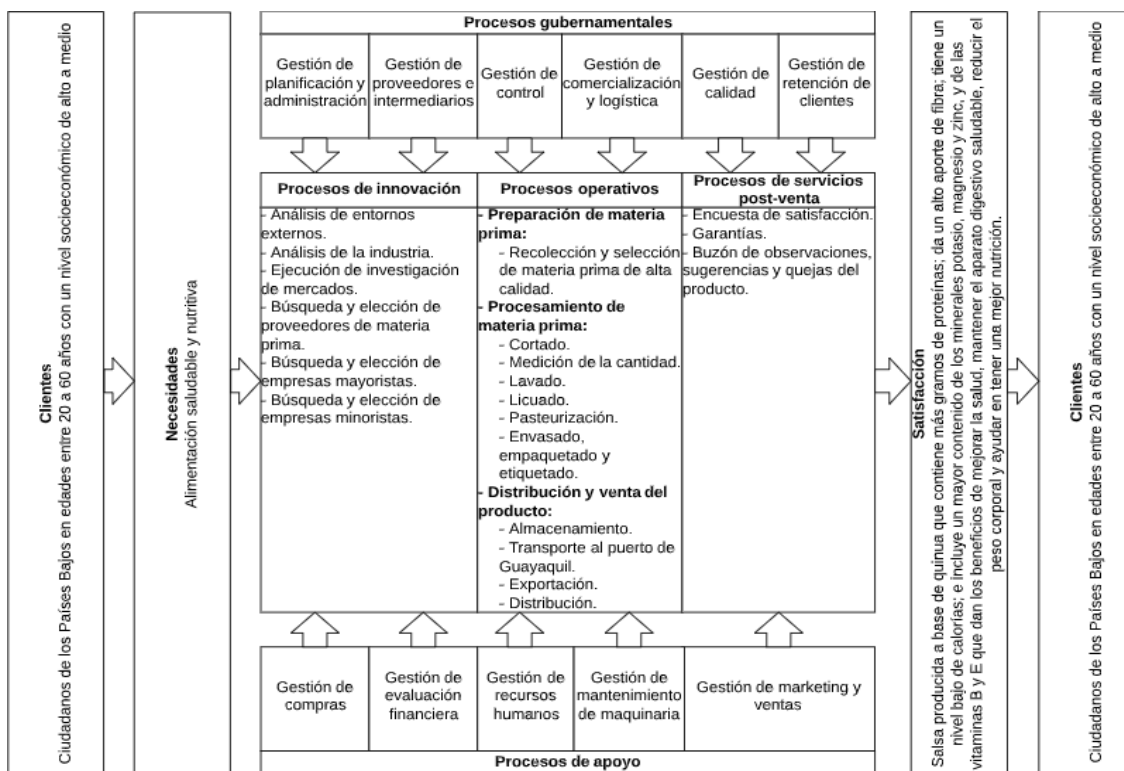 Clientes
Ciudadanos de los Países Bajos en edades entre 20 a 60 años con un nivel socioeconómico de alto a medio
Necesidades
Alimentación saludable y nutritiva
Procesos gubernamentales
Gestión de
planificación y
administración
Gestión de
proveedores e
intermediarios
Gestión de
control
Gestión de
comercialización
y logística
Gestión de
calidad
Gestión de
retención de
clientes
Procesos de innovación
- Análisis de entornos
externos.
- Análisis de la industria.
- Ejecución de investigación
de mercados.
- Búsqueda y elección de
proveedores de materia
prima.
- Búsqueda y elección de
empresas mayoristas.
- Búsqueda y elección de
empresas minoristas.
Procesos operativos
- Preparación de materia
prima:
- Recolección y selección
de materia prima de alta
calidad.
- Procesamiento de
materia prima:
- Cortado.
- Medición de la cantidad.
- Lavado.
- Licuado.
- Pasteurización.
- Envasado,
empaquetado y
etiquetado.
- Distribución y venta del
producto:
- Almacenamiento.
- Transporte al puerto de
Guayaquil.
- Exportación.
- Distribución.
Procesos de servicios
post-venta
- Encuesta de satisfacción.
- Garantías.
- Buzón de observaciones,
sugerencias y quejas del
producto.
Gestión de
compras
Gestión de
evaluación
financiera
Gestión de
recursos
humanos
Gestión de
mantenimiento
de maquinaria
Gestión de marketing y
ventas
Procesos de apoyo
Satisfacción
Salsa producida a base de quinua que contiene más gramos de proteínas; da un alto aporte de fibra; tiene un
nivel bajo de calorías; e incluye un mayor contenido de los minerales potasio, magnesio y zinc, y de las
vitaminas B y E que dan los beneficios de mejorar la salud, mantener el aparato digestivo saludable, reducir el
peso corporal y ayudar en tener una mejor nutrición.
Clientes
Ciudadanos de los Países Bajos en edades entre 20 a 60 años con un nivel socioeconómico de alto a medio